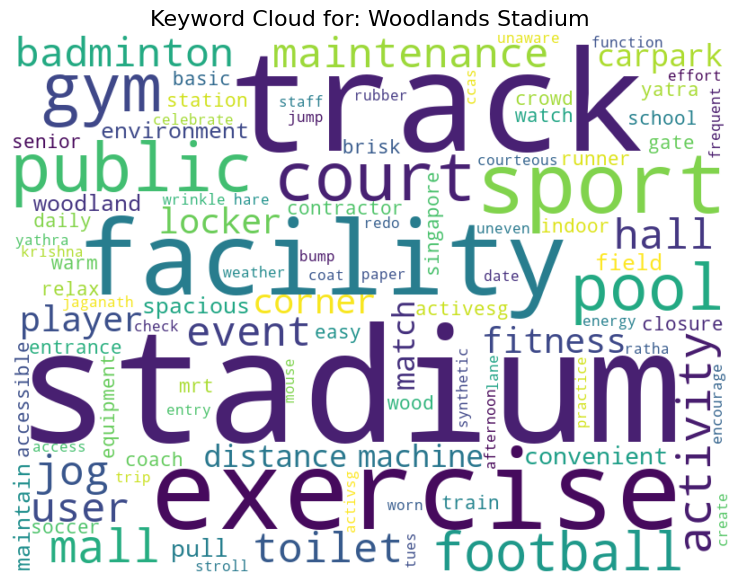 Keyword Cloud for: Woodlands Stadium
badminton
maintenance
unaware
function
carpark
track
gym
basic
station
celebrate
staff
jump
rubber
ccas
crowd
watch
effort
yatra
school
frequent
gate
senior
environment
brisk
courteous
runner
public
court
sport
woodland
wrinkle
hare
contractor
locker
daily
yathra
krishna
warm
redo
singapore
uneven
indoor
hall
facility
bump
weather
coat
paper
date
field
relax
jaganath
spacious
corner
activesg
pool
player
check
event
easy
match
energy
closure
fitness
ratha
entrance
accessible
stadium
mrt
entry
mouse
wood
synthetic
afternoon
lane
practice
activity
encourage
access
equipment
coach
trip
distance
machine
convenient
jog
exercise
maintain
user
soccer
activsg
worn
train
create
mall
pull
stroll
toilet
tues
football